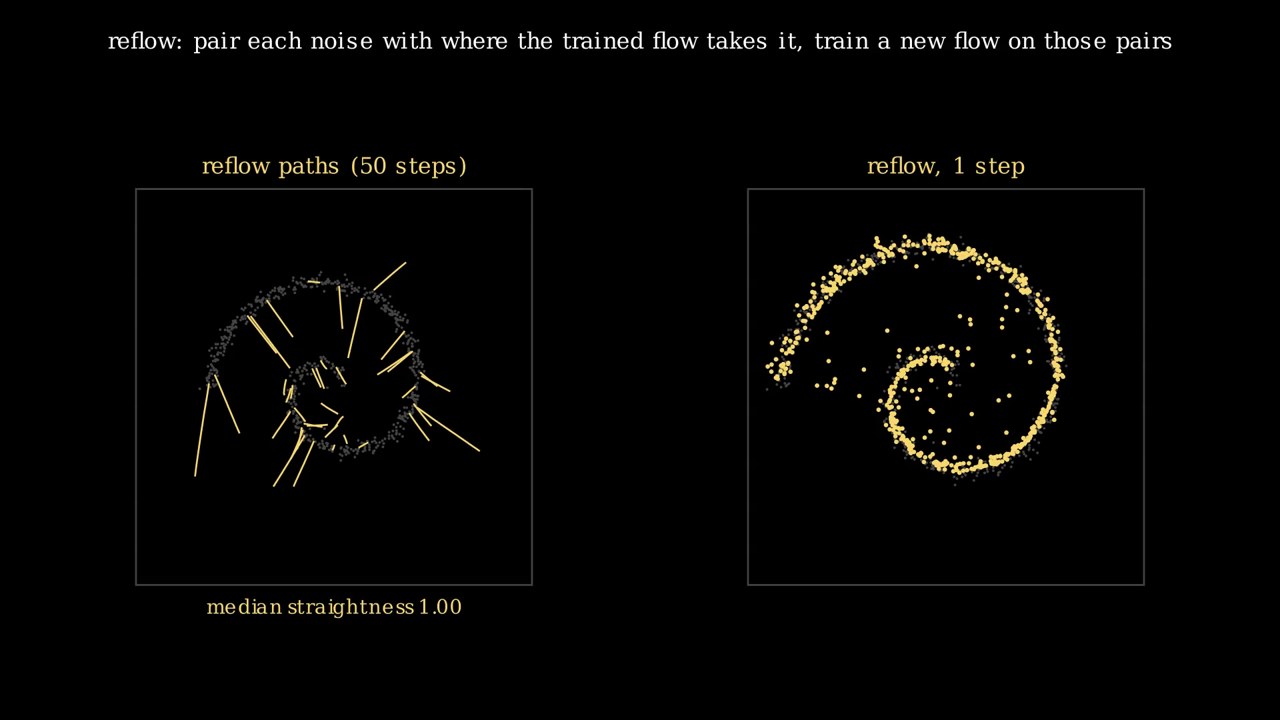 reflow: pair each noise with where the trained flow takes it, train a new flow on those pairs
reflow paths (50 steps)
reflow, 1 step
median straightness 1.00